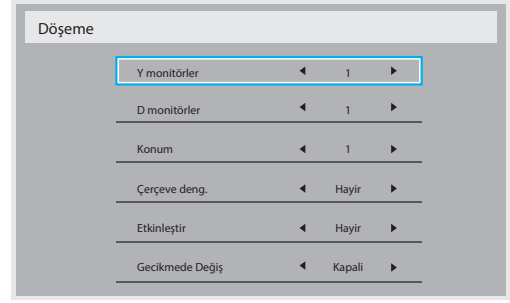 Döşeme
Y monitörler 1
D monitörler 1
Konum 1
Çerçeve deng. Hayir
Etkinleştir Hayir
Gecikmede Değiş Kapali